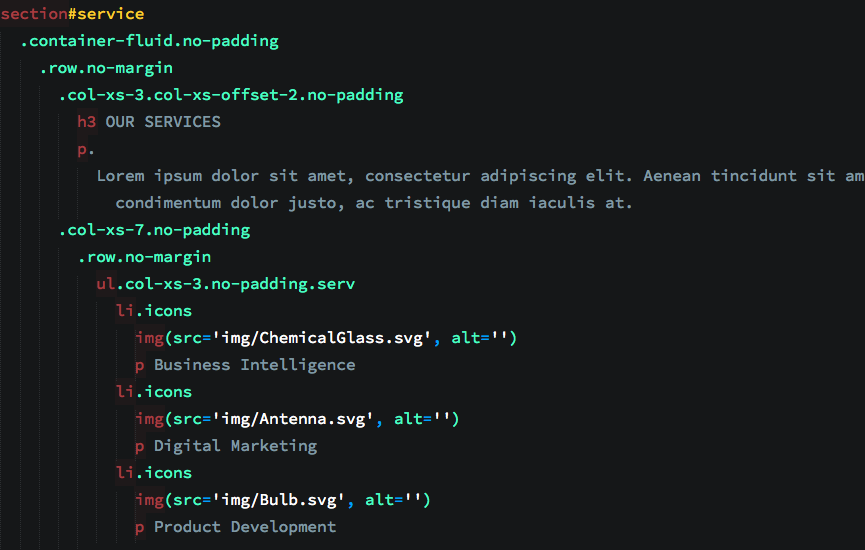 section#service
.container-fluid.no-padding
.row.no-margin
.col-xs-3.col-xs-offset-2.no-padding
h3 OUR SERVICES
p.
Lorem ipsum dolor sit amet, consectetur adipiscing elit. Aenean tincidunt sit am
condimentum dolor justo, ac tristique diam iaculis at.
.col-xs-7.no-padding
.row.no-margin
ul.col-xs-3.no-padding.serv
li.icons
img(src='img/ChemicalGlass.svg', alt='')
p Business Intelligence
li.icons
img(src='img/Antenna.svg', alt='')
p Digital Marketing
li.icons
img(src='img/Bulb.svg', alt='')
p Product Development